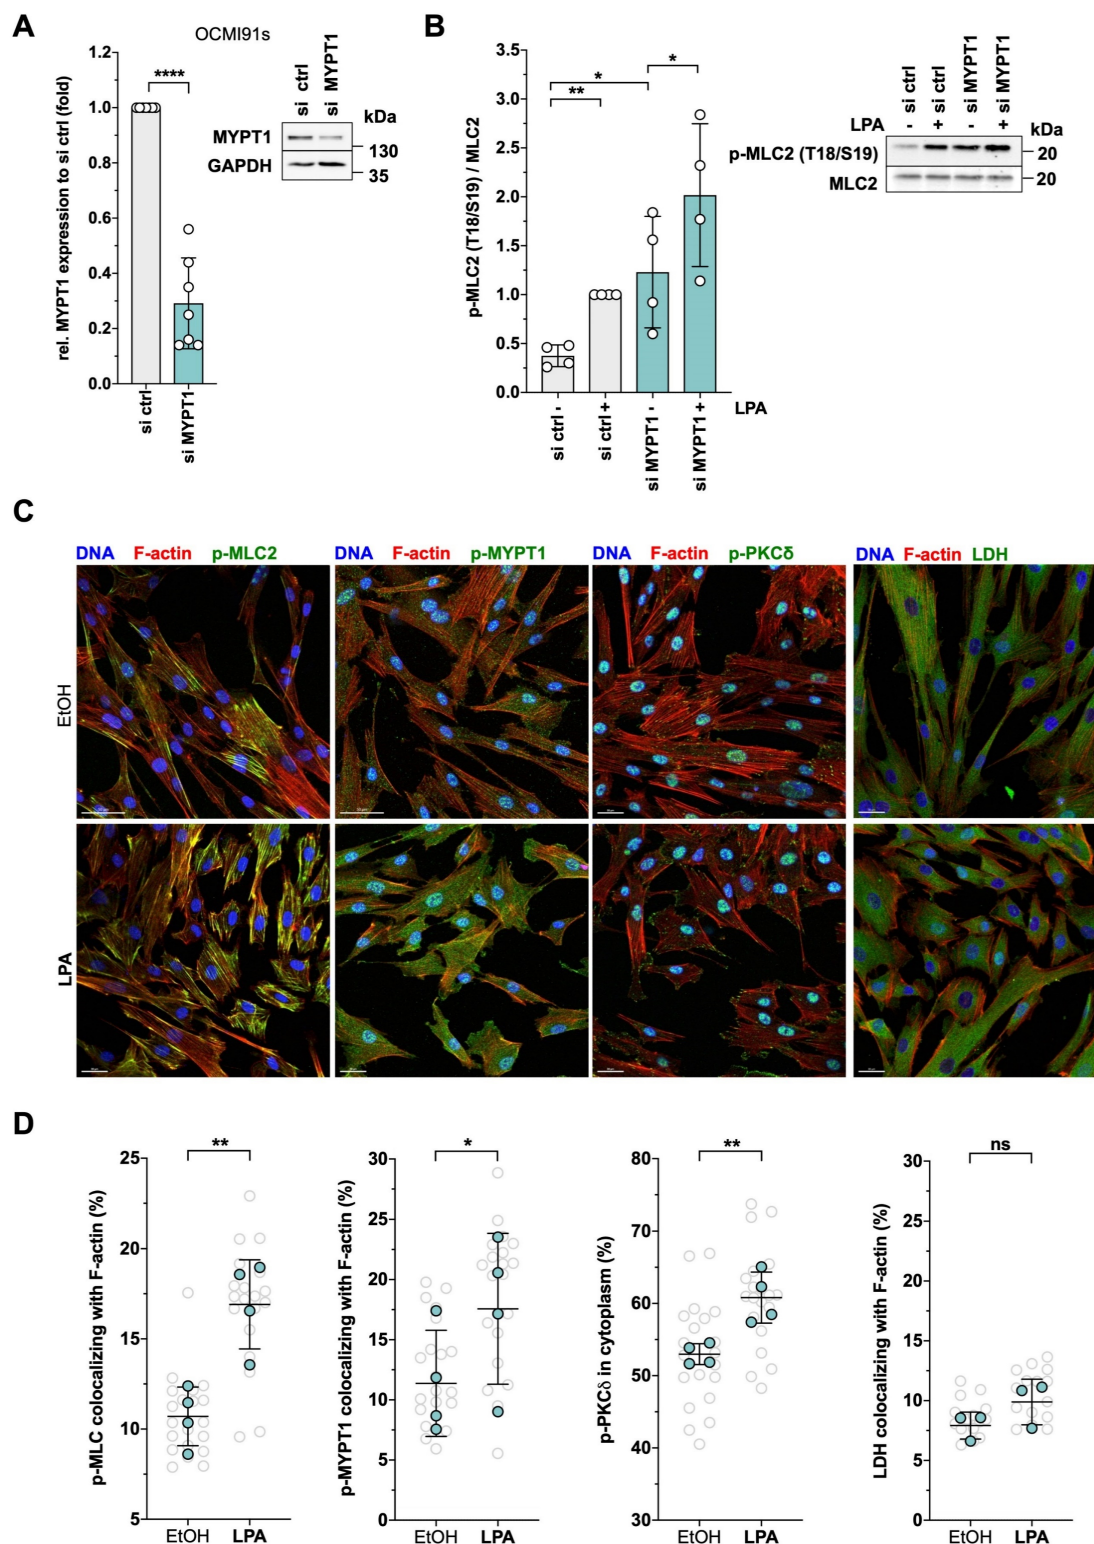 A
OCMI91s
rel. MYPT1 expression to si ctrl (fold)
1.2
1.0
0.8
0.6
0.4
0.2
0.0
****
si ctrl
si MYPT1
si ctrl
si MYPT1
kDa
MYPT1
130
GAPDH
35
B
p-MLC2 (T18/S19) / MLC2
3.5
3.0
2.5
2.0
1.5
1.0
0.5
0.0
*
*
**
si ctrl -
si ctrl +
si MYPT1 -
si MYPT1 +
LPA
si ctrl
si ctrl
si MYPT1
si MYPT1
LPA - + - + kDa
p-MLC2 (T18/S19) 20
MLC2 20
C
DNA F-actin p-MLC2
DNA F-actin p-MYPT1
DNA F-actin p-PKCδ
DNA F-actin LDH
EtOH
LPA
D
p-MLC colocalizing with F-actin (%)
25
20
15
10
5
**
EtOH LPA
p-MYPT1 colocalizing with F-actin (%)
30
25
20
15
10
5
0
*
EtOH LPA
p-PKCδ in cytoplasm (%)
80
70
60
50
40
30
**
EtOH LPA
LDH colocalizing with F-actin (%)
30
25
20
15
10
5
0
ns
EtOH LPA